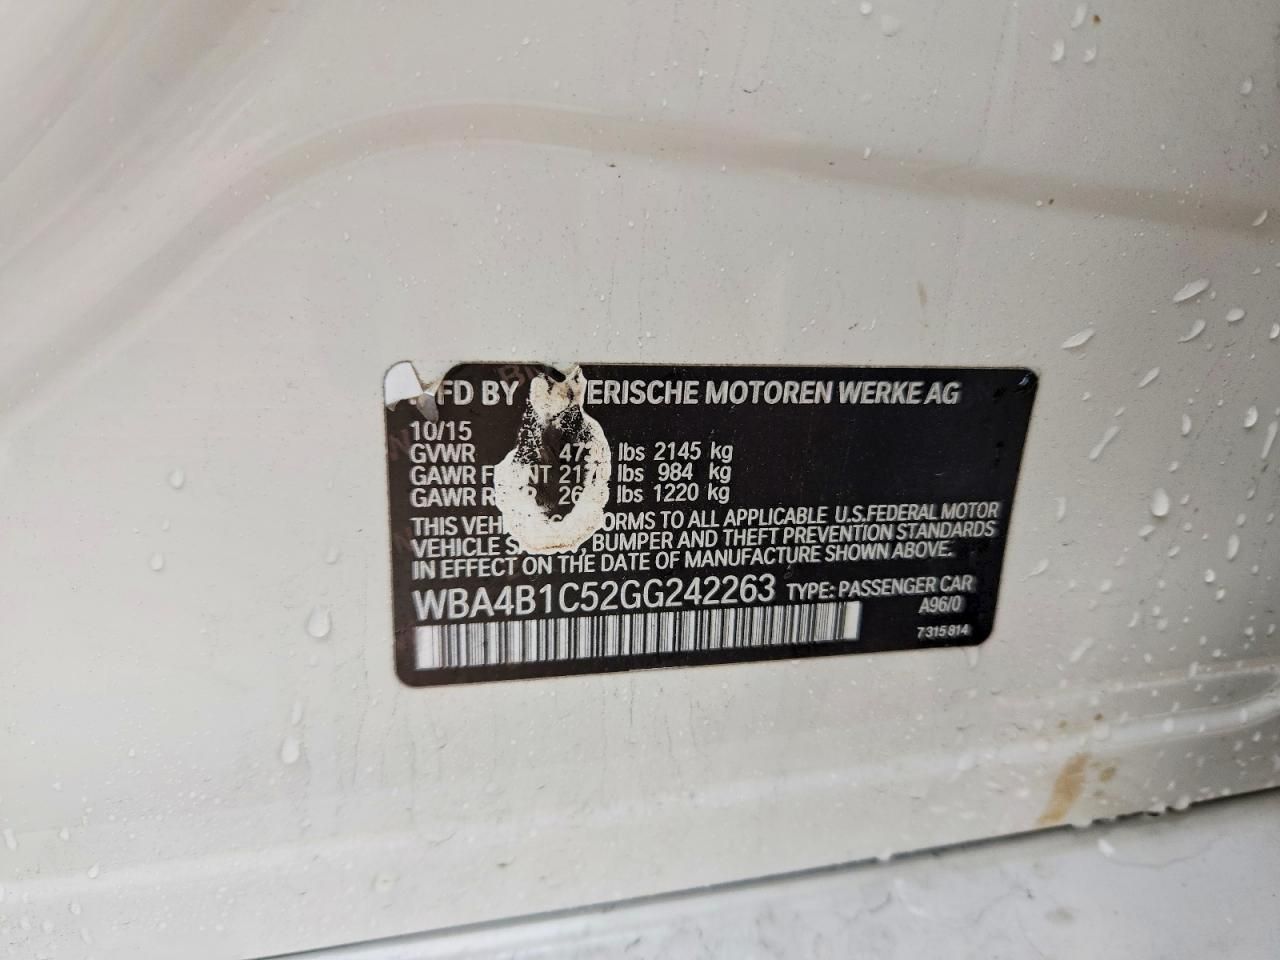 BY ERISCHE MOTOREN WERKE AG
10/15
GVWR lbs 2145 kg
GAWR lbs 984 kg
GAWR lbs 1220 kg
THIS TO ALL APPLICABLE U.S.FEDERAL MOTOR
VEHICLE BUMPER AND THEFT PREVENTION STANDARDS
IN EFFECT ON THE DATE OF MANUFACTURE SHOWN ABOVE.
WBA4B1C52GG242263 TYPE: PASSENGER CAR
A96/0
7315814